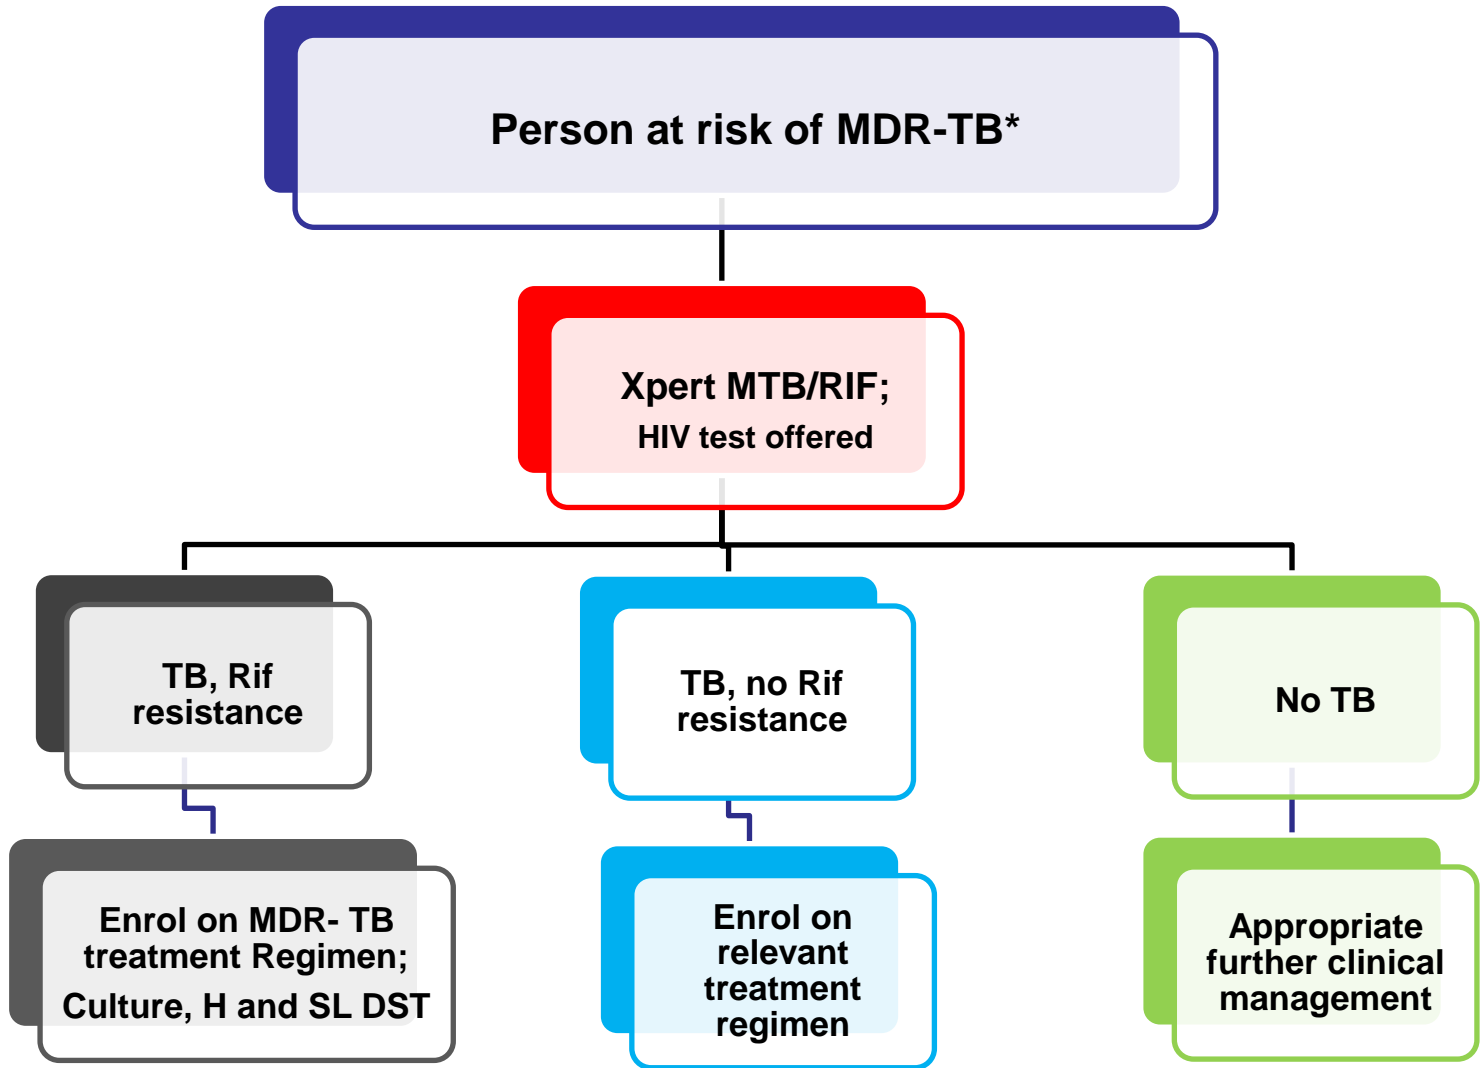 Person at risk of MDR-TB*
Xpert MTB/RIF;
HIV test offered
TB, Rif
resistance
TB, no Rif
resistance
No TB
Enrol on MDR- TB
treatment Regimen;
Culture, H and SL DST
Enrol on
relevant
treatment
regimen
Appropriate
further clinical
management